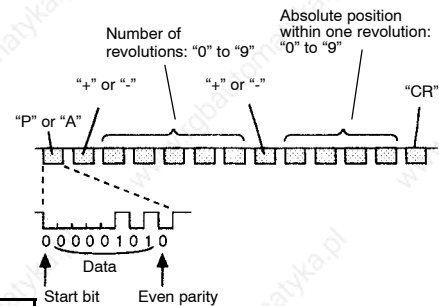 Number of
revolutions: “0” to “9”
Absolute position
within one revolution:
“0” to “9”
“+” or “-”
“+” or “-”
“CR”
“P” or “A”
0 0 0 0 0 1 0 1 0
Data
Start bit
Even parity